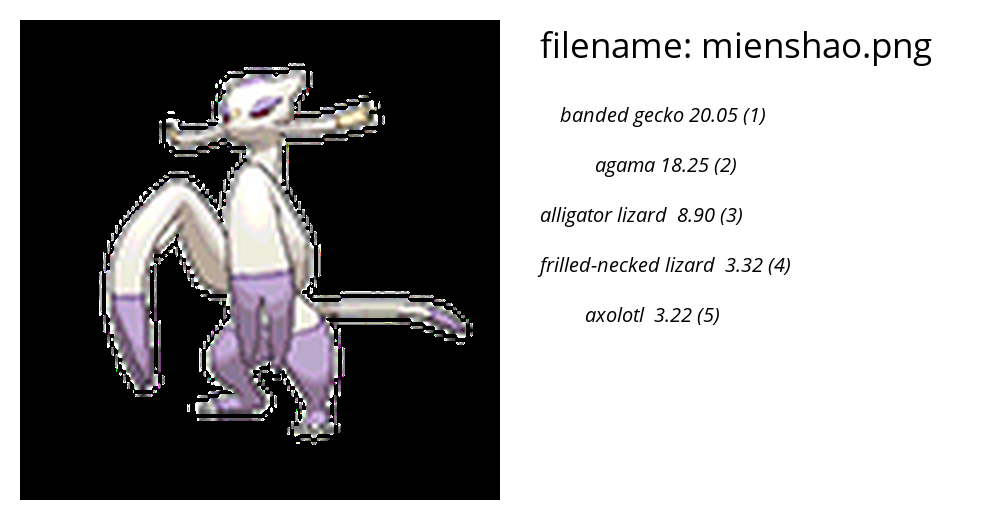 filename: mienshao.png
banded gecko 20.05 (1)
agama 18.25 (2)
alligator lizard 8.90 (3)
frilled-necked lizard 3.32 (4)
axolotl 3.22 (5)